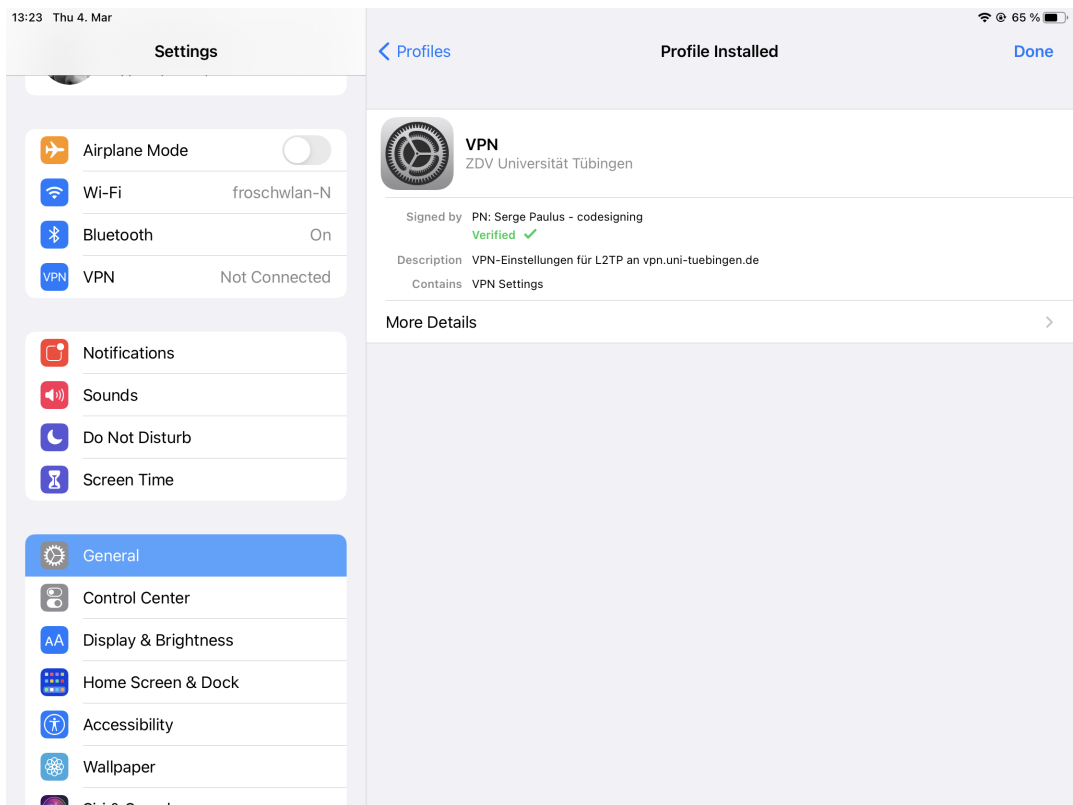 13:23 Thu 4. Mar
65 %
Settings
Airplane Mode
Wi-Fi froschwlan-N
Bluetooth On
VPN VPN Not Connected
Notifications
Sounds
Do Not Disturb
Screen Time
General
Control Center
AA Display & Brightness
Home Screen & Dock
Accessibility
Wallpaper
Profiles
Profile Installed
Done
VPN
ZDV Universität Tübingen
Signed by PN: Serge Paulus - codesigning
Verified
Description VPN-Einstellungen für L2TP an vpn.uni-tuebingen.de
Contains VPN Settings
More Details